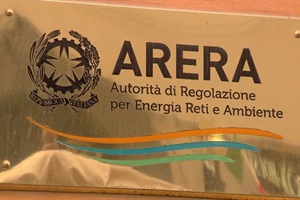 ARERA
Autorità di Regolazione
per Energia Reti e Ambiente